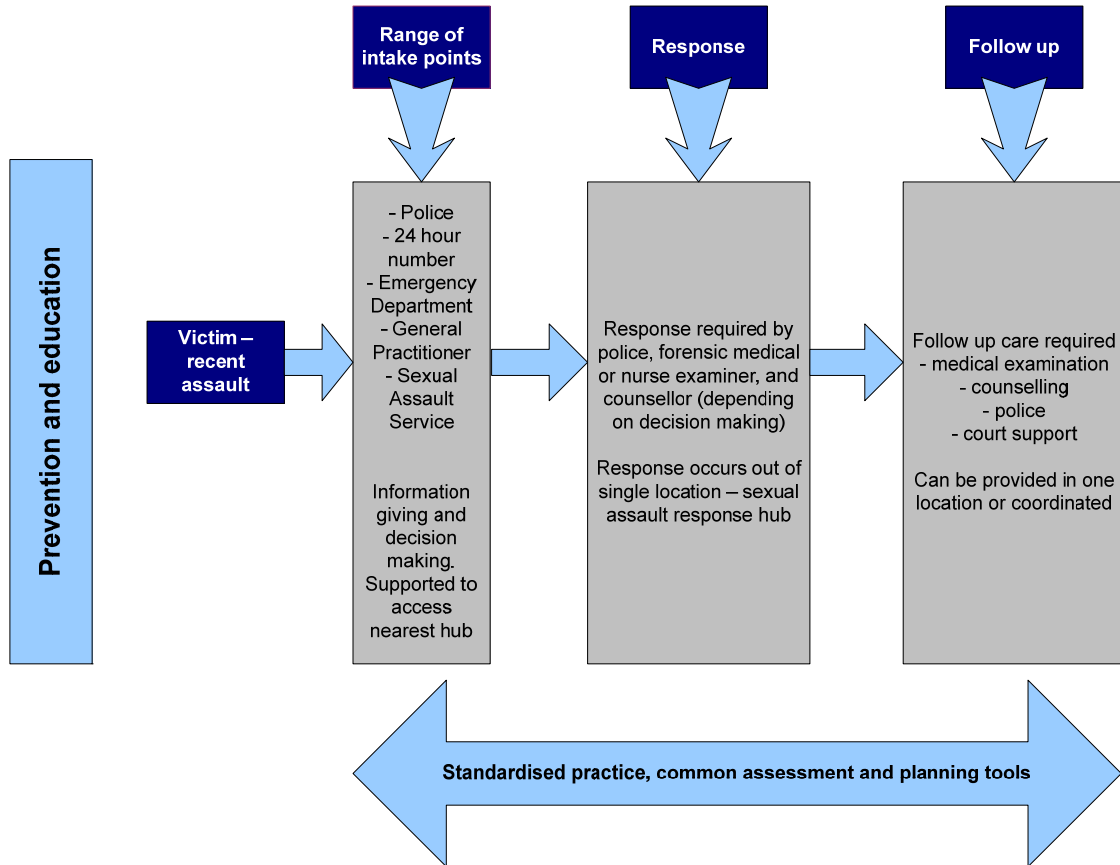 Range of
intake points
Response
Follow up
Prevention and education
Victim –
recent
assault
- Police
- 24 hour
number
- Emergency
Department
- General
Practitioner
- Sexual
Assault
Service
Information
giving and
decision
making.
Supported to
access
nearest hub
Response required by
police, forensic medical
or nurse examiner, and
counsellor (depending
on decision making)
Response occurs out of
single location – sexual
assault response hub
Follow up care required
- medical examination
- counselling
- police
- court support
Can be provided in one
location or coordinated
Standardised practice, common assessment and planning tools